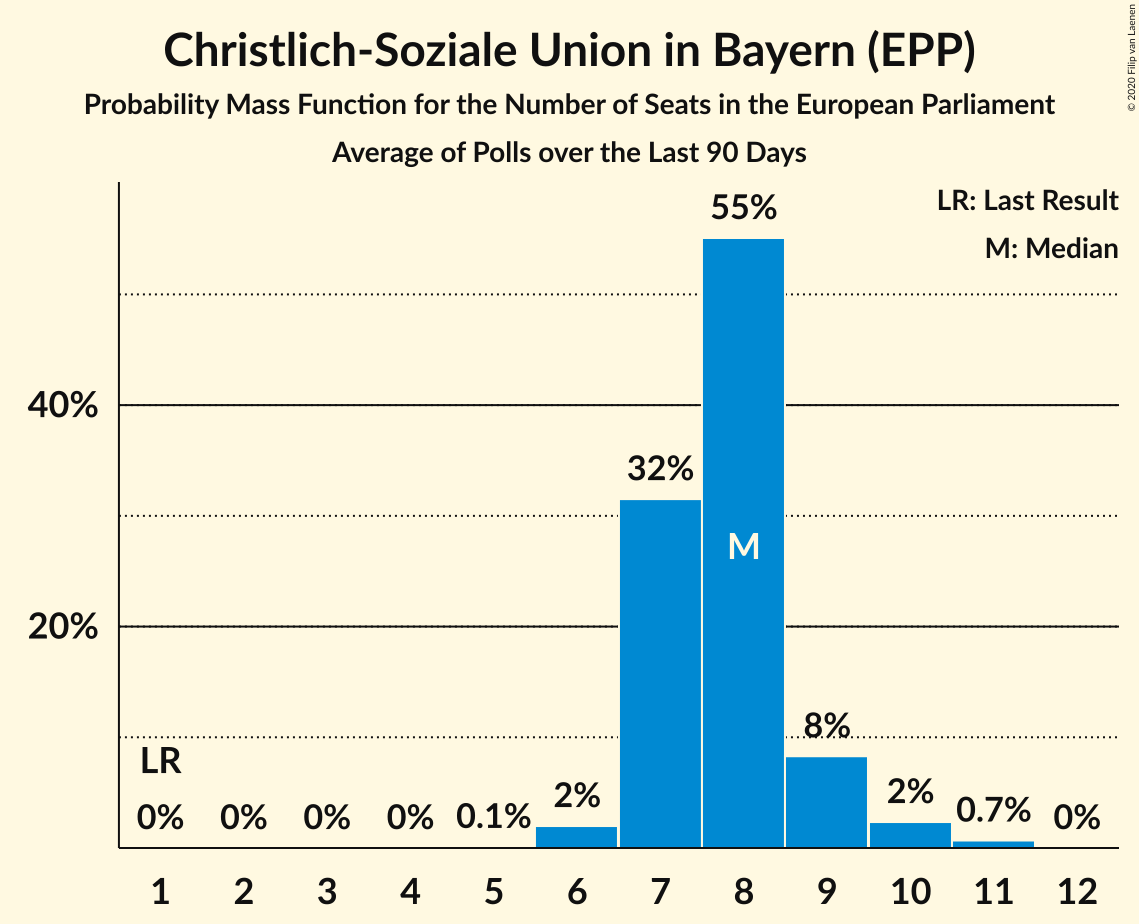 Christlich-Soziale Union in Bayern (EPP)
Probability Mass Function for the Number of Seats in the European Parliament
Average of Polls over the Last 90 Days
© 2020 Filip van Laenen
LR: Last Result
M: Median
55%
40%
32%
M
20%
8%
LR
2%
2%
0% 0% 0% 0% 0.1% 0.7% 0%
1 2 3 4 5 6 7 8 9 10 11 12